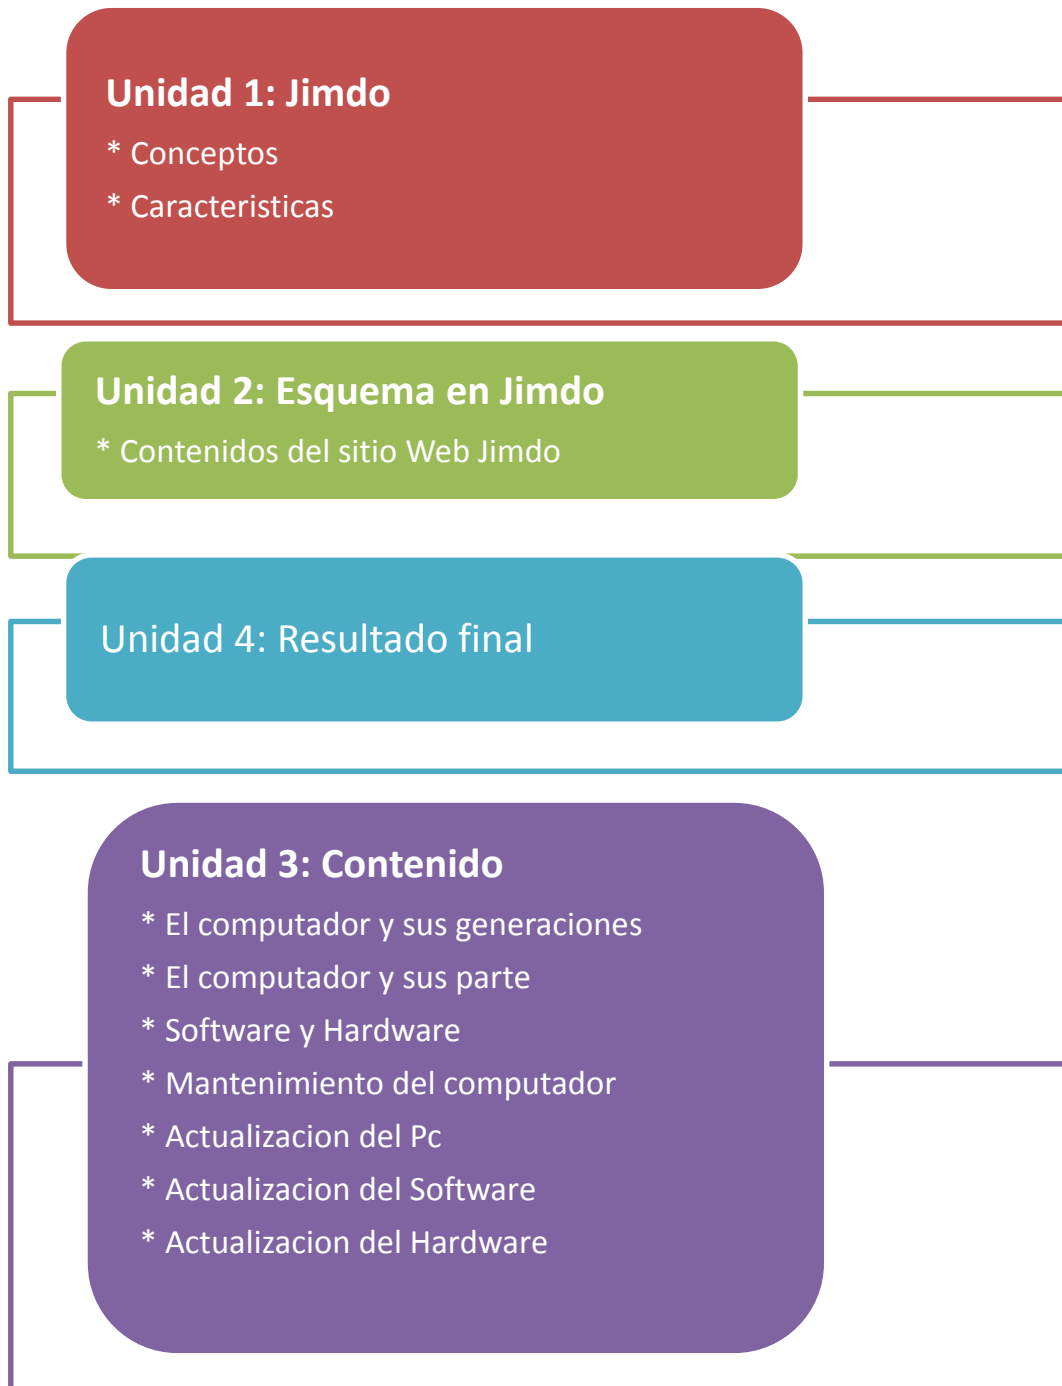 Unidad 1: Jimdo
* Conceptos
* Caracteristicas
Unidad 2: Esquema en Jimdo
* Contenidos del sitio Web Jimdo
Unidad 4: Resultado final
Unidad 3: Contenido
* El computador y sus generaciones
* El computador y sus parte
* Software y Hardware
* Mantenimiento del computador
* Actualizacion del Pc
* Actualizacion del Software
* Actualizacion del Hardware